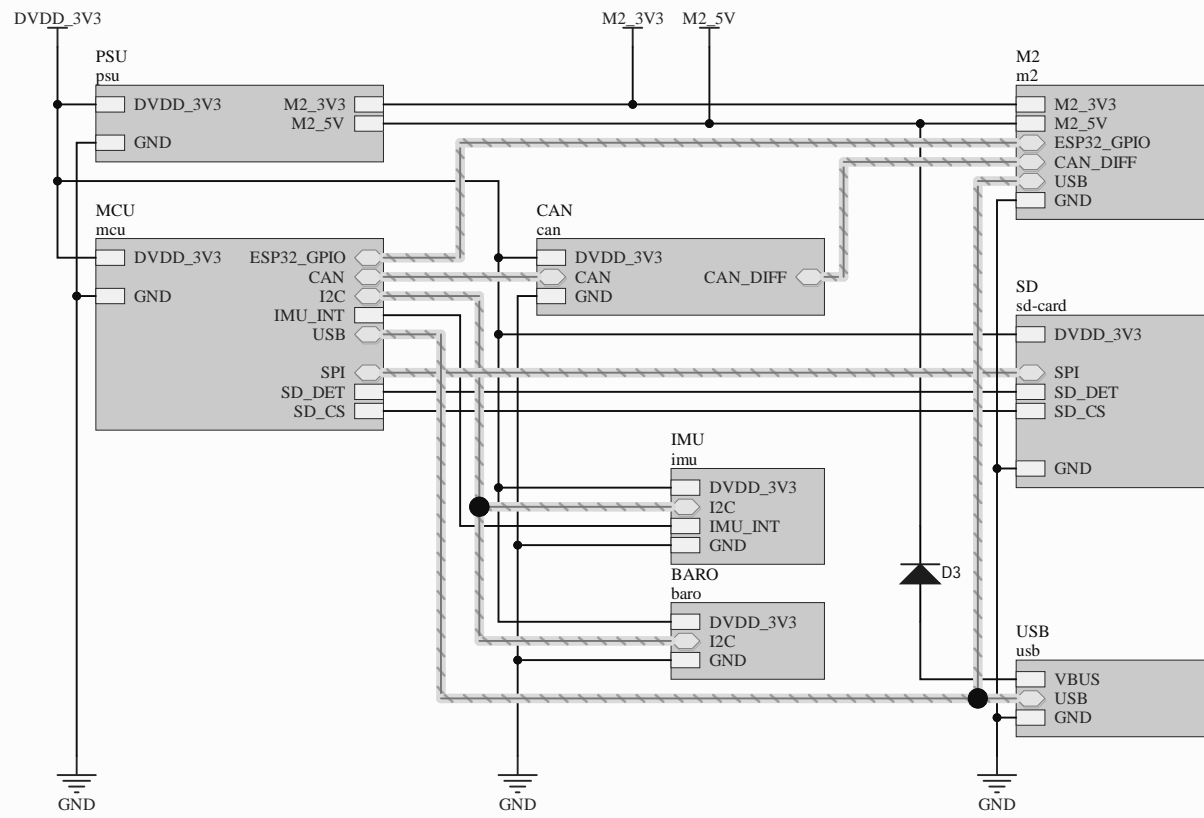 DVDD_3V3
M2_3V3
M2_5V
PSU
psu
DVDD_3V3
GND
M2_3V3
M2_5V
M2
m2
M2_3V3
M2_5V
ESP32_GPIO
CAN_DIFF
USB
GND
MCU
mcu
DVDD_3V3
GND
ESP32_GPIO
CAN
I2C
IMU_INT
USB
SPI
SD_DET
SD_CS
CAN
can
DVDD_3V3
CAN
GND
CAN_DIFF
SD
sd-card
DVDD_3V3
SPI
SD_DET
SD_CS
GND
IMU
imu
DVDD_3V3
I2C
IMU_INT
GND
BARO
baro
DVDD_3V3
I2C
GND
D3
USB
usb
VBUS
USB
GND
GND
GND
GND